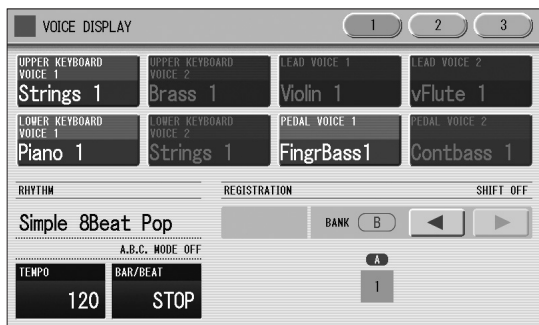 VOICE DISPLAY 1 2 3
UPPER KEYBOARD VOICE 1
Strings 1
UPPER KEYBOARD VOICE 2
Brass 1
LEAD VOICE 1
Violin 1
LEAD VOICE 2
vFlute 1
LOWER KEYBOARD VOICE 1
Piano 1
LOWER KEYBOARD VOICE 2
Strings 1
PEDAL VOICE 1
FingrBass1
PEDAL VOICE 2
Contbass 1
RHYTHM
Simple 8Beat Pop
A.B.C. MODE OFF
TEMPO
120
BAR/BEAT
STOP
REGISTRATION SHIFT OFF
BANK B
A
1